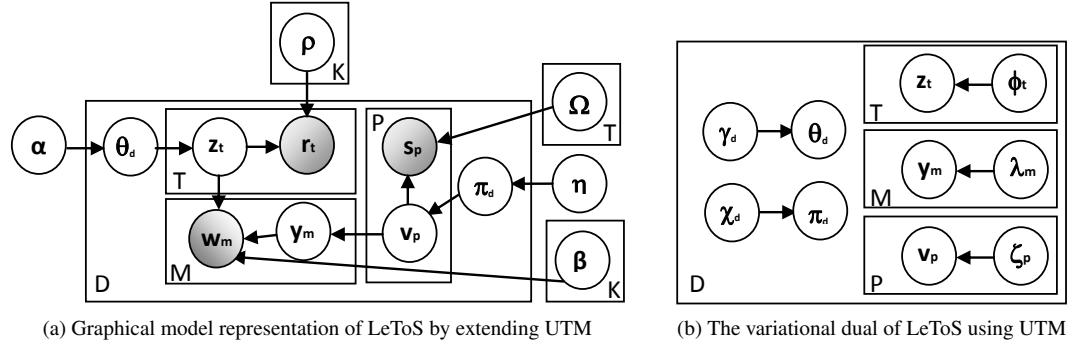 ρ
K
α
θd
zt
rt
T
P
sp
Ω
T
πd
η
wm
ym
vp
M
D
β
K
(a) Graphical model representation of LeToS by extending UTM
zt
ϕt
T
γd
θd
ym
λm
M
χd
πd
vp
ζp
P
D
(b) The variational dual of LeToS using UTM